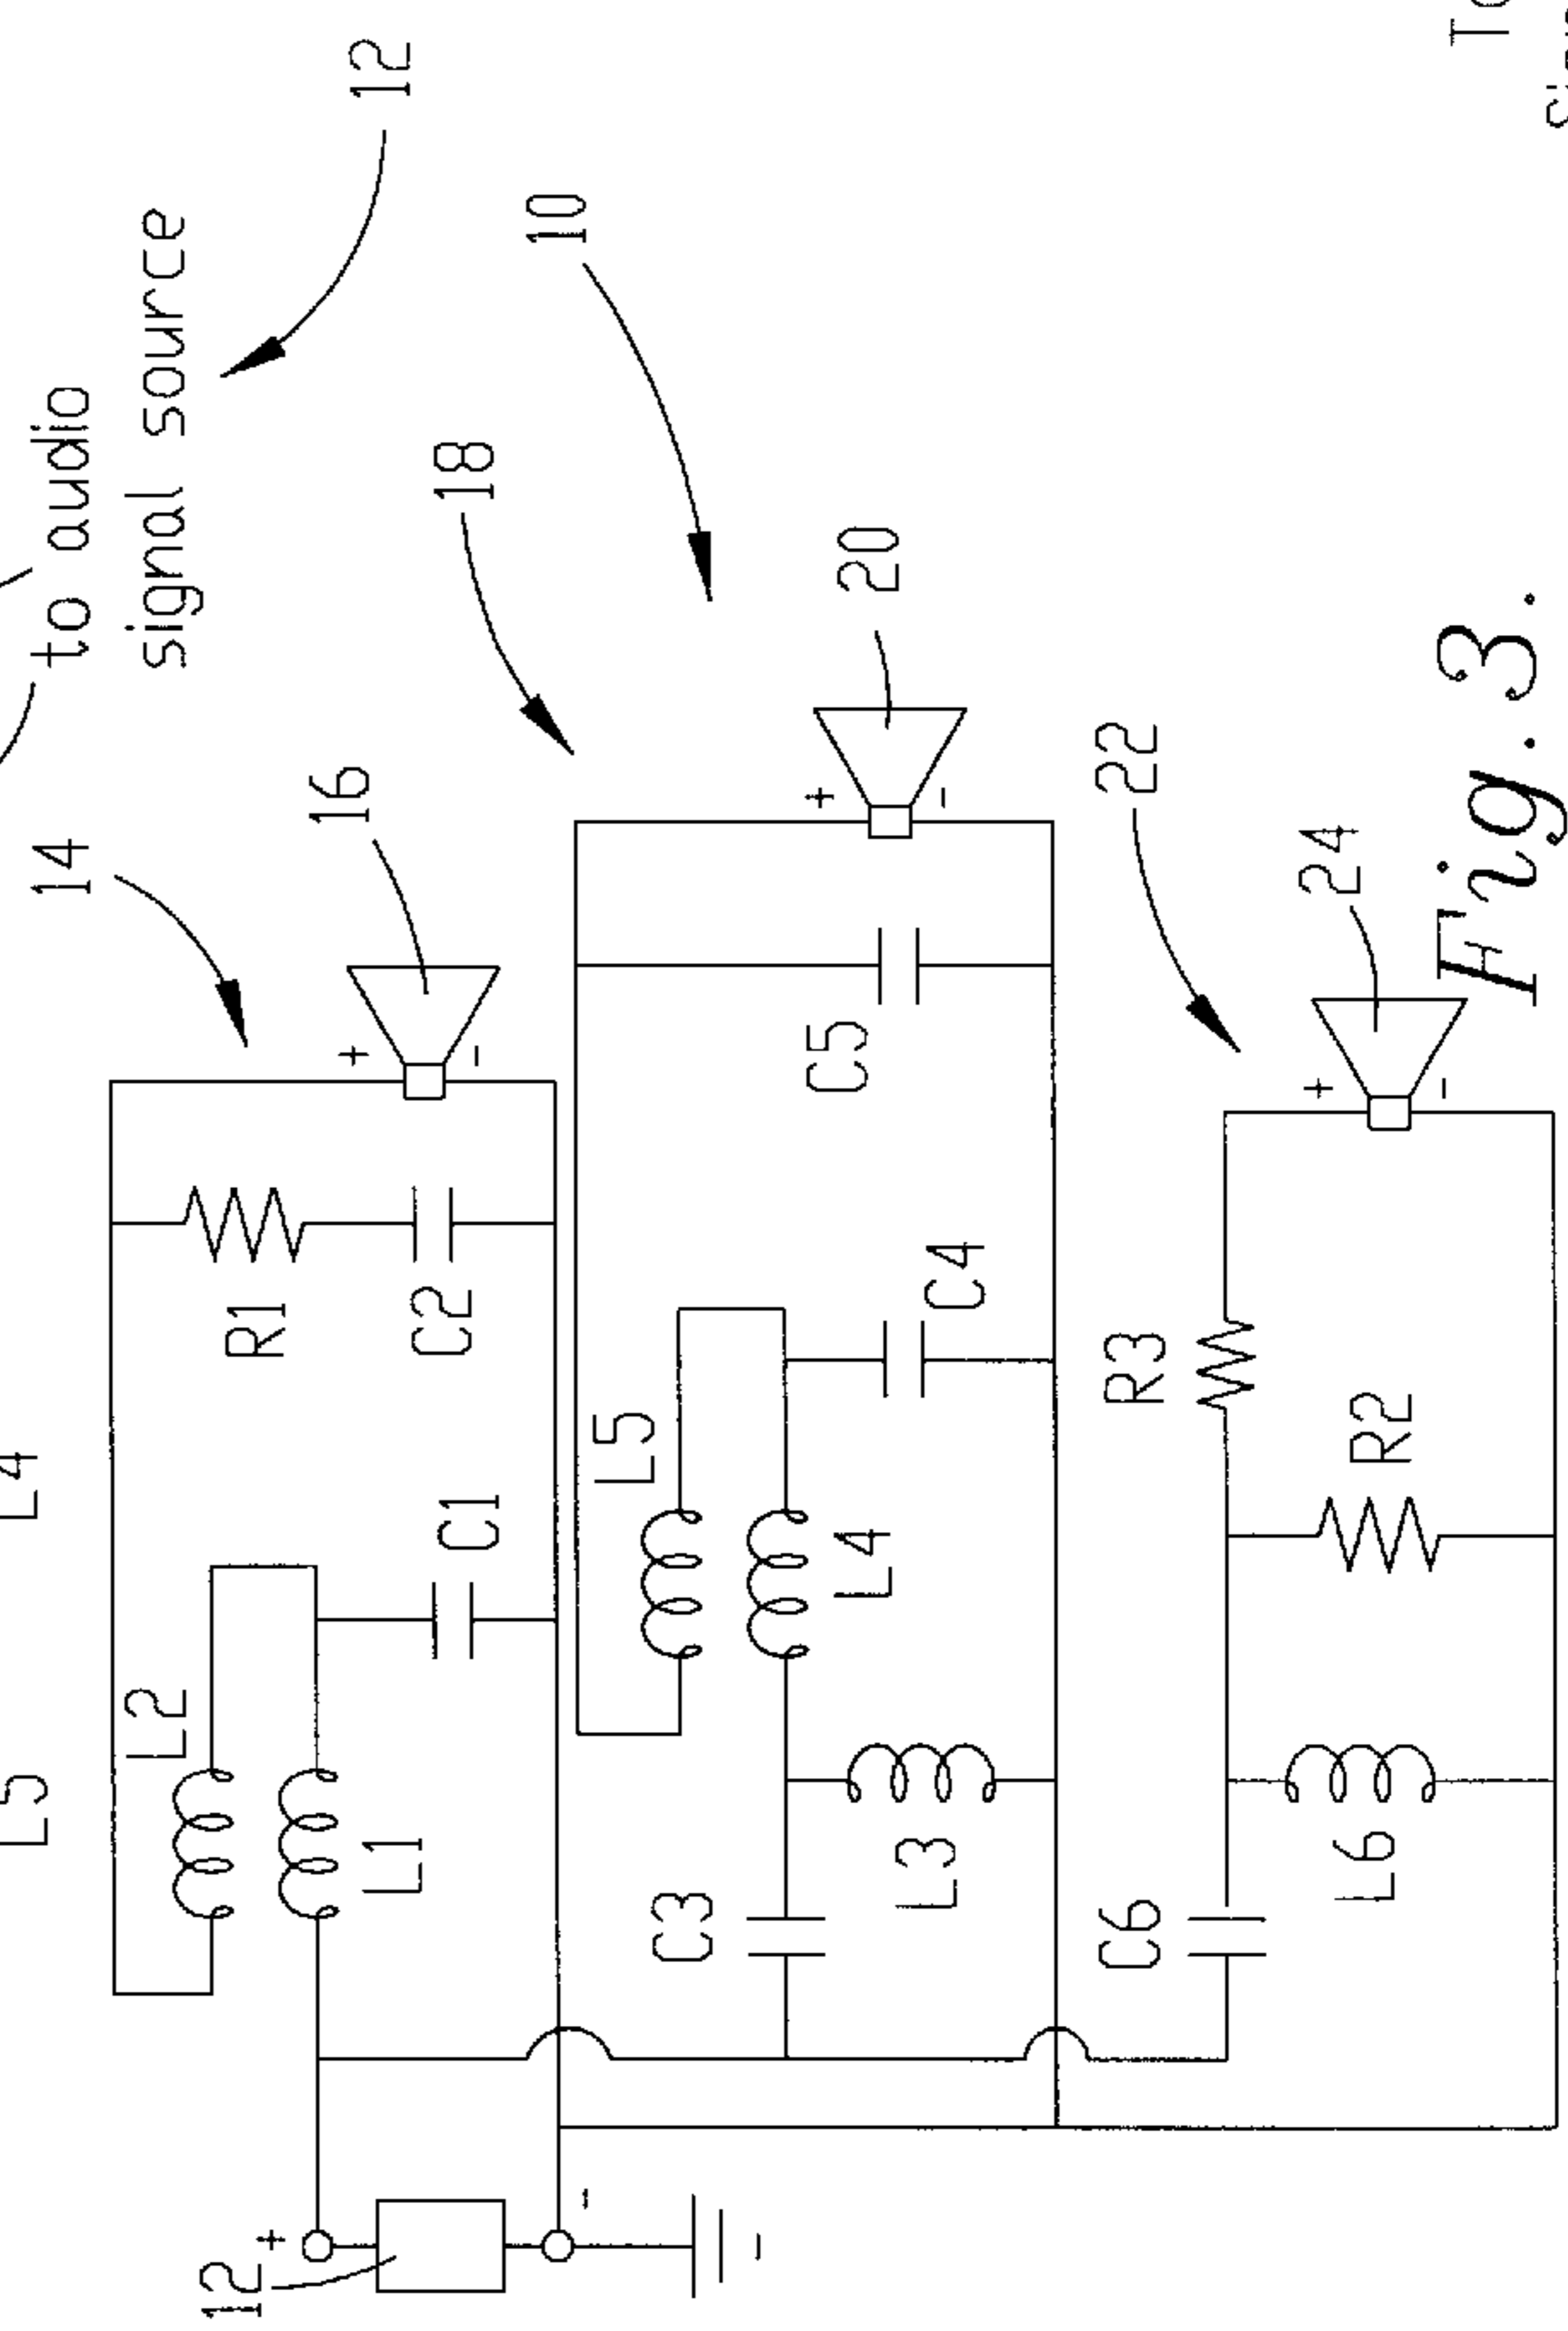 to audio
signal source
12
14
16
18
10
20
22
24
L4
L5
L2
L1
R1
C2
C1
L5
L4
C5
C4
C3
L3
R3
R2
C6
L6
12
+
-
+
-
+
-
+
-
-
Fig. 3.